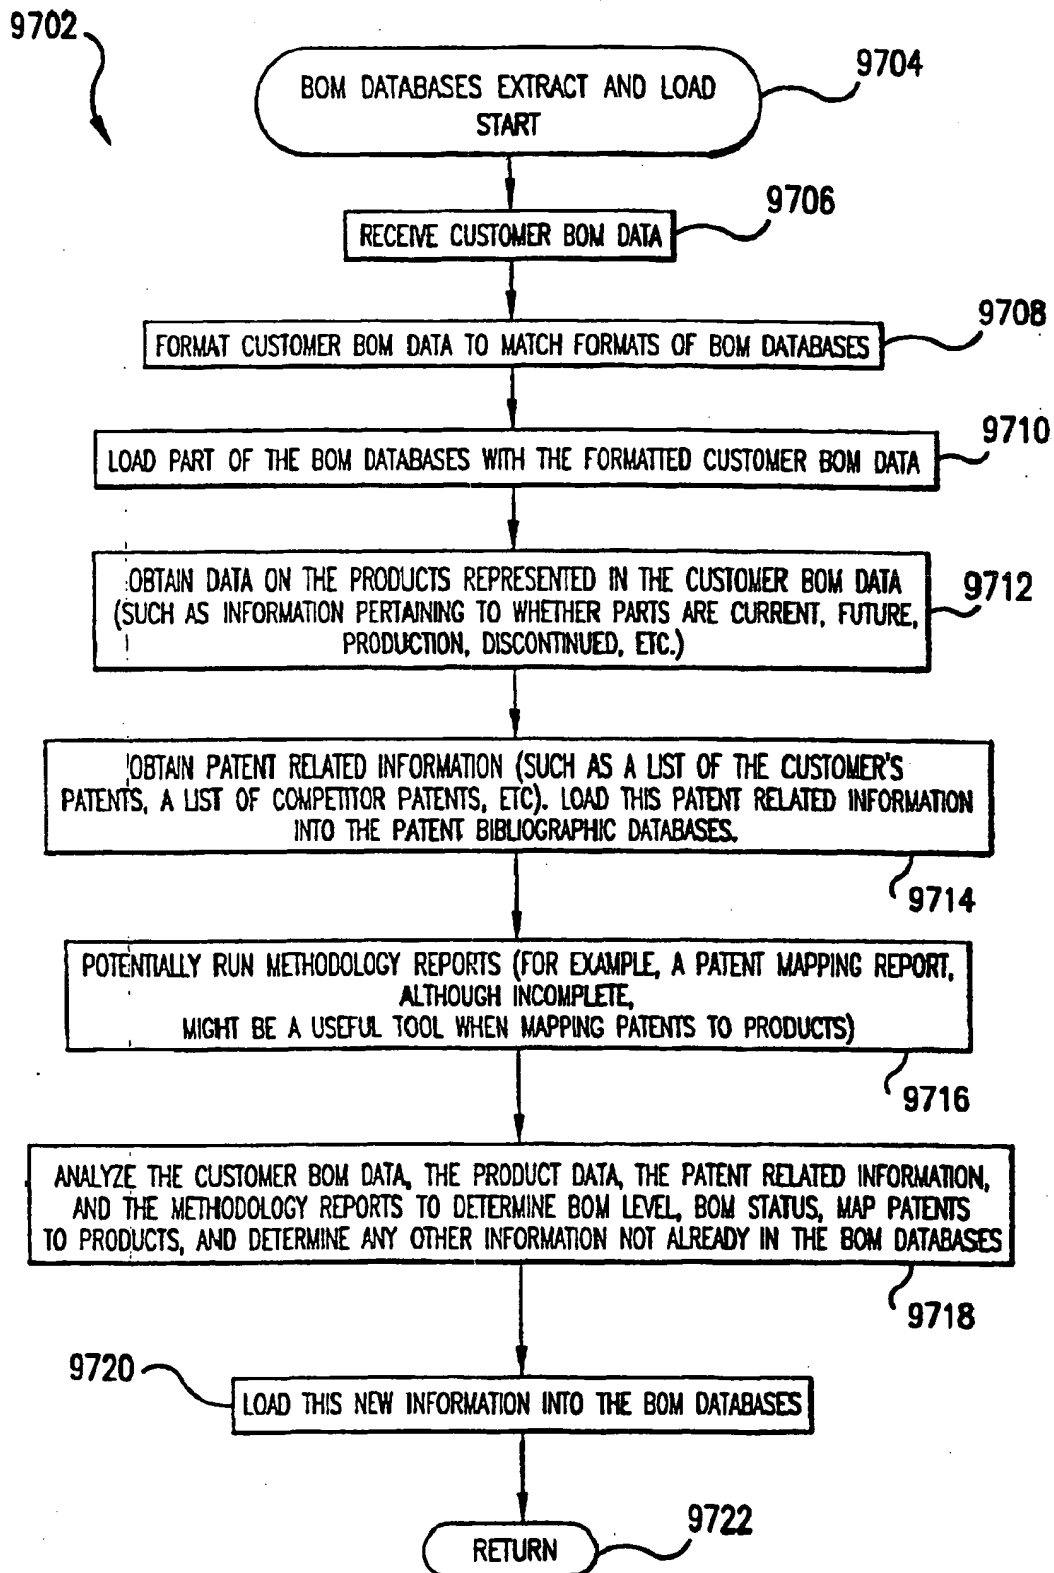 9702
BOM DATABASES EXTRACT AND LOAD
START
9704
RECEIVE CUSTOMER BOM DATA
9706
FORMAT CUSTOMER BOM DATA TO MATCH FORMATS OF BOM DATABASES
9708
LOAD PART OF THE BOM DATABASES WITH THE FORMATTED CUSTOMER BOM DATA
9710
OBTAIN DATA ON THE PRODUCTS REPRESENTED IN THE CUSTOMER BOM DATA
(SUCH AS INFORMATION PERTAINING TO WHETHER PARTS ARE CURRENT, FUTURE,
PRODUCTION, DISCONTINUED, ETC.)
9712
OBTAIN PATENT RELATED INFORMATION (SUCH AS A LIST OF THE CUSTOMER'S
PATENTS, A LIST OF COMPETITOR PATENTS, ETC). LOAD THIS PATENT RELATED INFORMATION
INTO THE PATENT BIBLIOGRAPHIC DATABASES.
9714
POTENTIALLY RUN METHODOLOGY REPORTS (FOR EXAMPLE, A PATENT MAPPING REPORT,
ALTHOUGH INCOMPLETE,
MIGHT BE A USEFUL TOOL WHEN MAPPING PATENTS TO PRODUCTS)
9716
ANALYZE THE CUSTOMER BOM DATA, THE PRODUCT DATA, THE PATENT RELATED INFORMATION,
AND THE METHODOLOGY REPORTS TO DETERMINE BOM LEVEL, BOM STATUS, MAP PATENTS
TO PRODUCTS, AND DETERMINE ANY OTHER INFORMATION NOT ALREADY IN THE BOM DATABASES
9718
9720
LOAD THIS NEW INFORMATION INTO THE BOM DATABASES
RETURN
9722